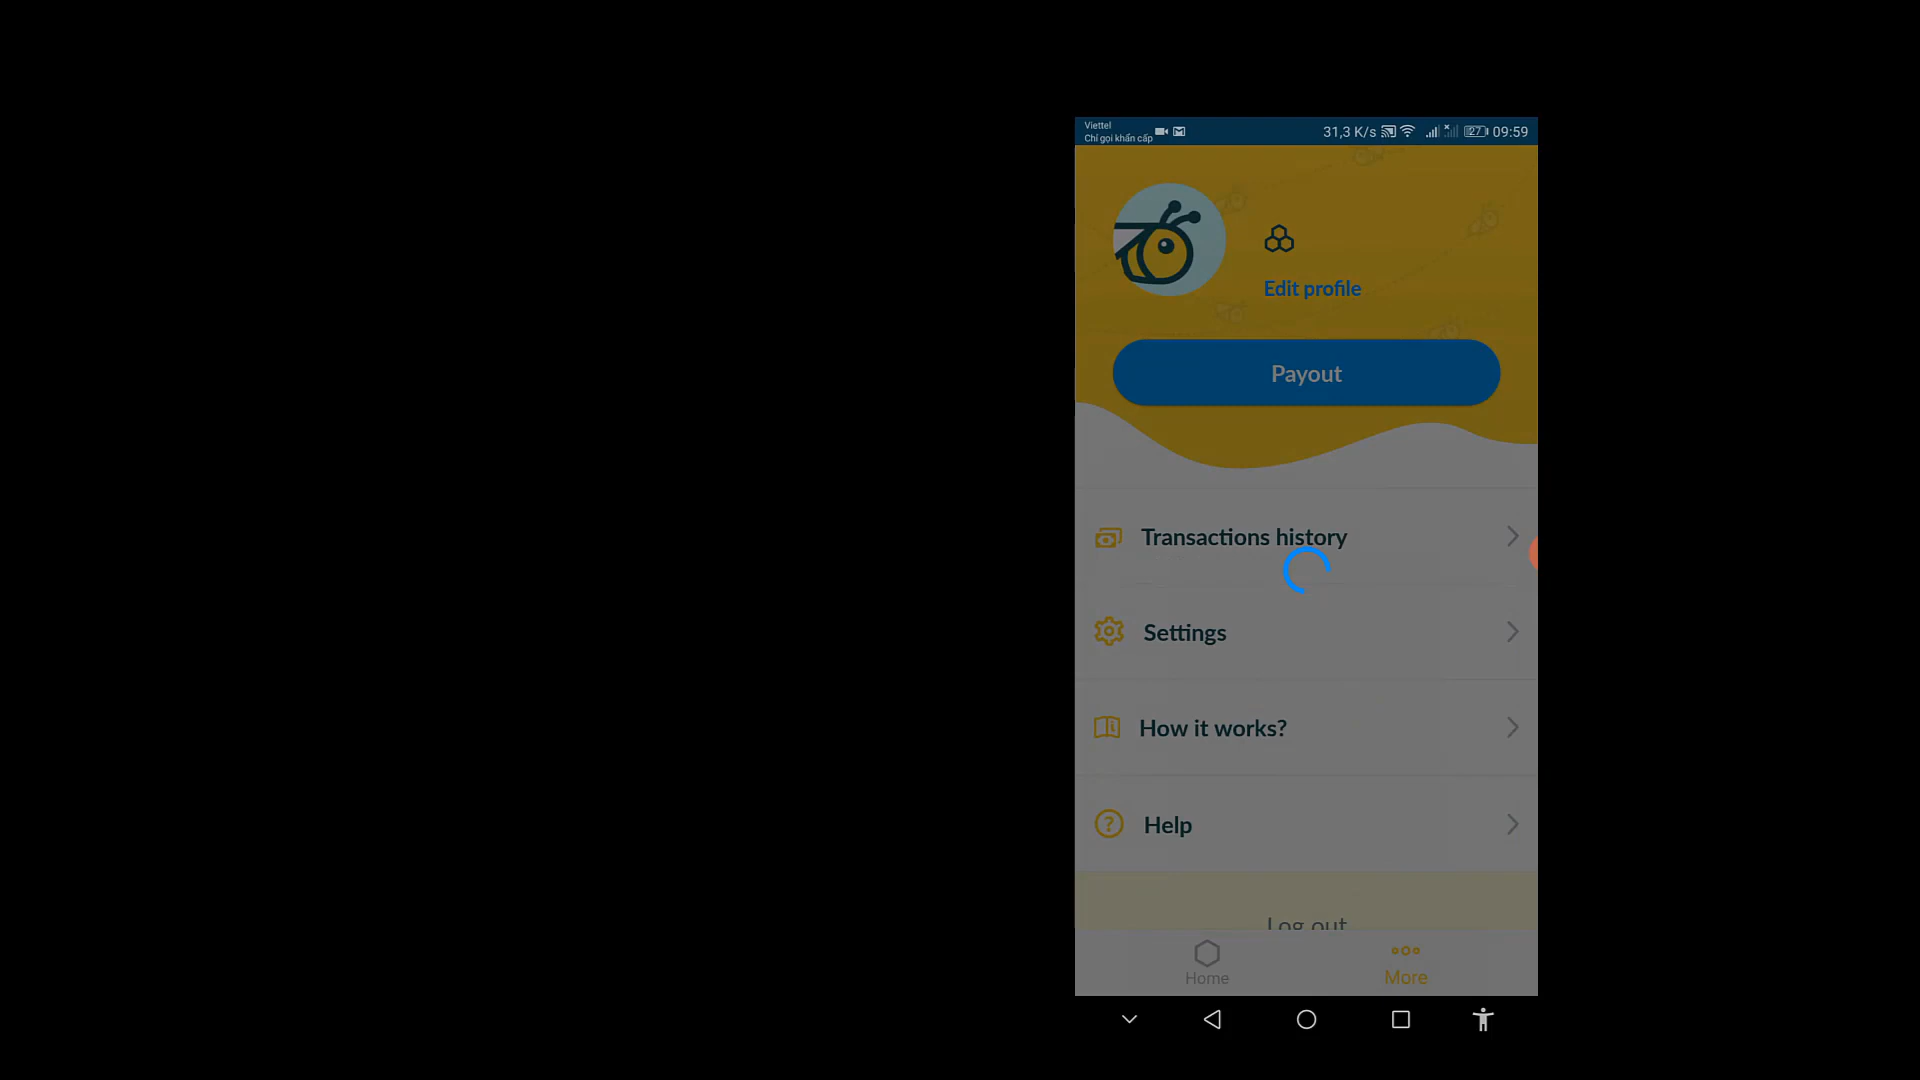 Viettel
Chỉ gọi khẩn cấp
31,3 K/s 27 09:59
Edit profile
Payout
Transactions history
Settings
How it works?
Help
Log out
Home
More